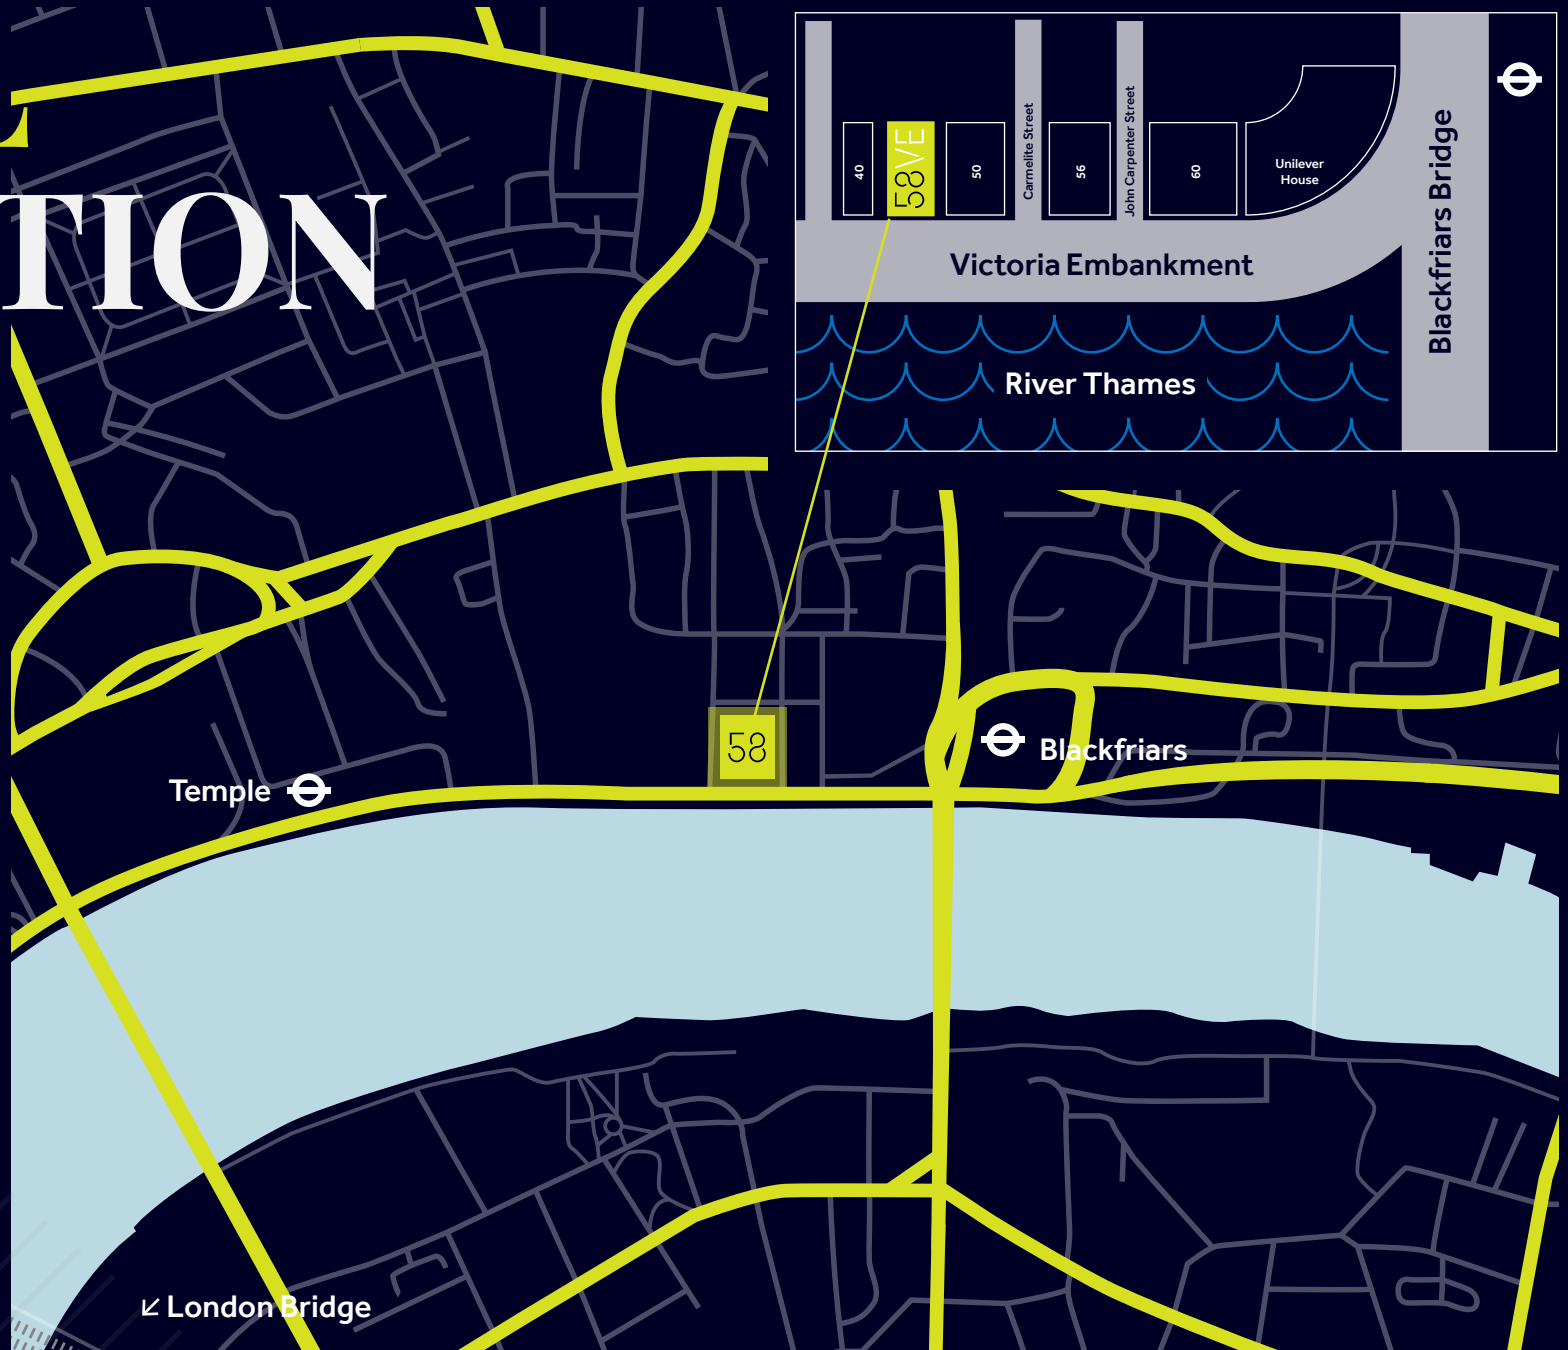 TION
40
58VE
50
Carmelite Street
56
John Carpenter Street
60
Unilever
House
Blackfriars Bridge
Victoria Embankment
River Thames
58
Blackfriars
Temple
London Bridge